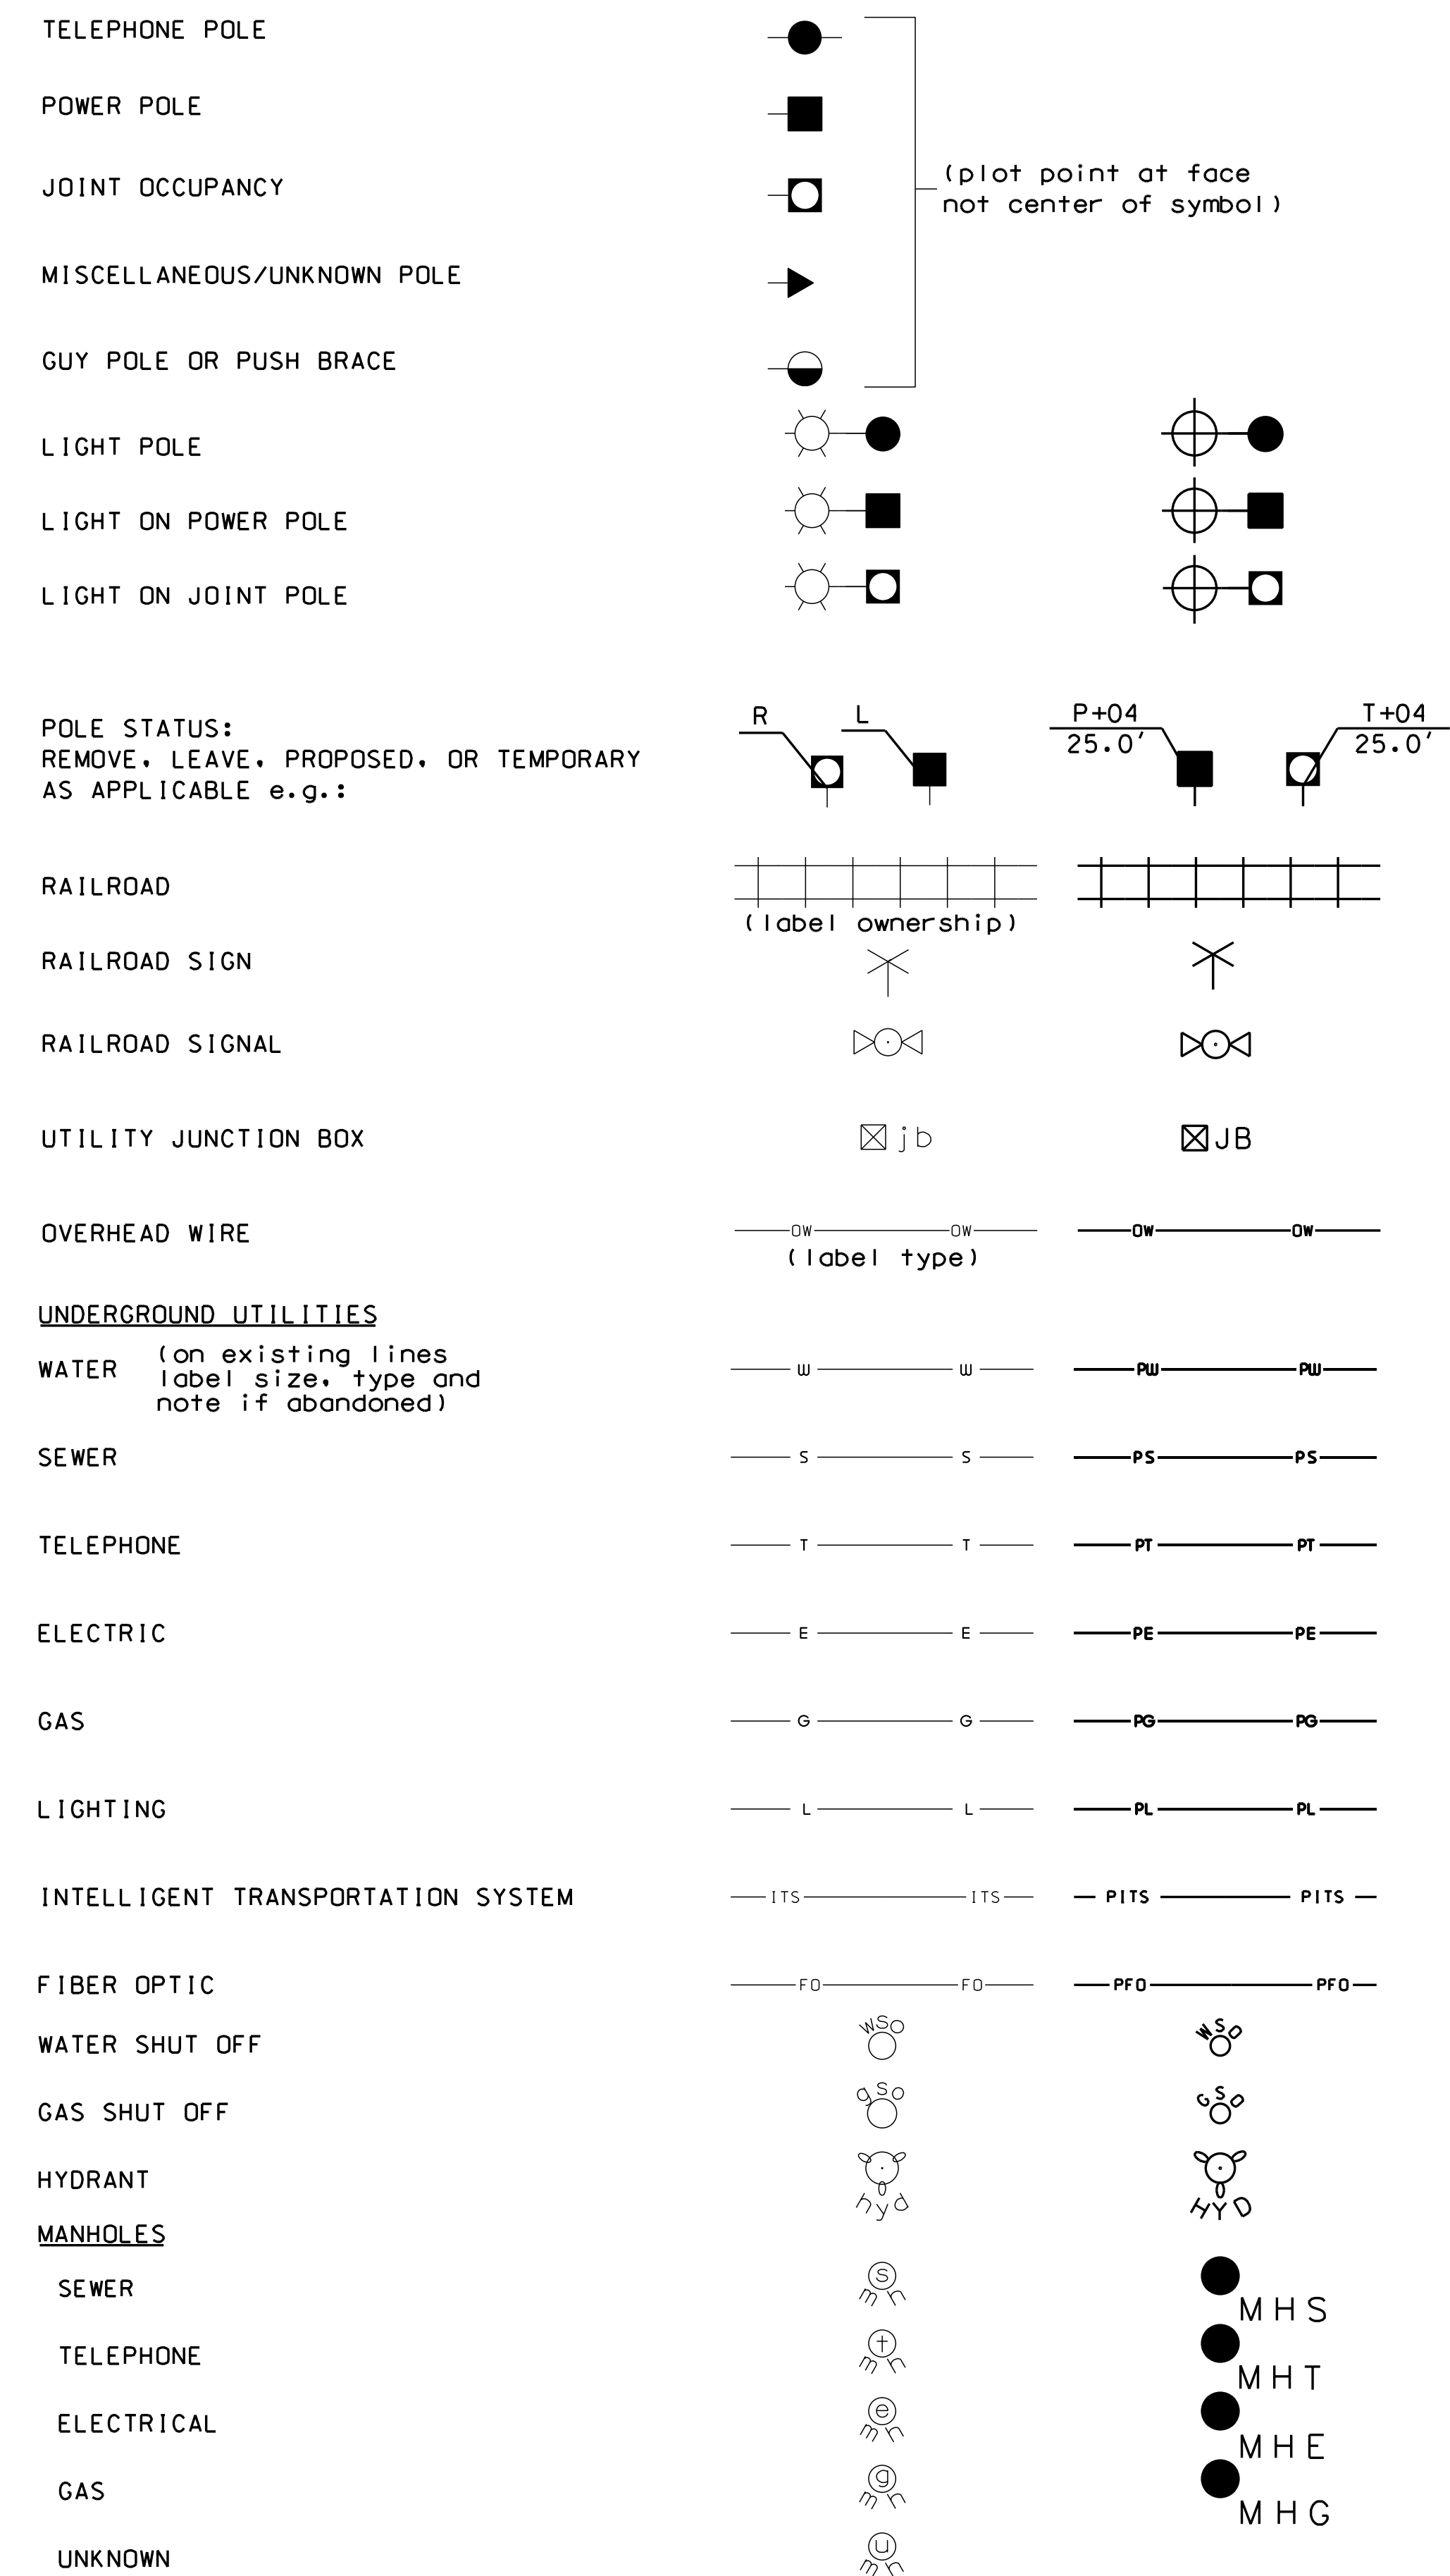 TELEPHONE POLE
POWER POLE
JOINT OCCUPANCY
(plot point at face
not center of symbol)
MISCELLANEOUS/UNKNOWN POLE
GUY POLE OR PUSH BRACE
LIGHT POLE
LIGHT ON POWER POLE
LIGHT ON JOINT POLE
POLE STATUS:
REMOVE, LEAVE, PROPOSED, OR TEMPORARY
AS APPLICABLE e.g.:
R L P+04 T+04
25.0' 25.0'
RAILROAD
(label ownership)
RAILROAD SIGN
RAILROAD SIGNAL
UTILITY JUNCTION BOX jb JB
OVERHEAD WIRE OW OW OW OW
(label type)
UNDERGROUND UTILITIES
WATER
(on existing lines
label size, type and
note if abandoned)
W W PW PW
SEWER S S PS PS
TELEPHONE T T PT PT
ELECTRIC E E PE PE
GAS G G PG PG
LIGHTING L L PL PL
INTELLIGENT TRANSPORTATION SYSTEM ITS ITS PITS PITS
FIBER OPTIC FO FO PFO PFO
WATER SHUT OFF wso WSO
GAS SHUT OFF gso GSO
HYDRANT hyd HYD
MANHOLES
SEWER s mh MHS
TELEPHONE t mh MHT
ELECTRICAL e mh MHE
GAS g mh MHG
UNKNOWN u mh